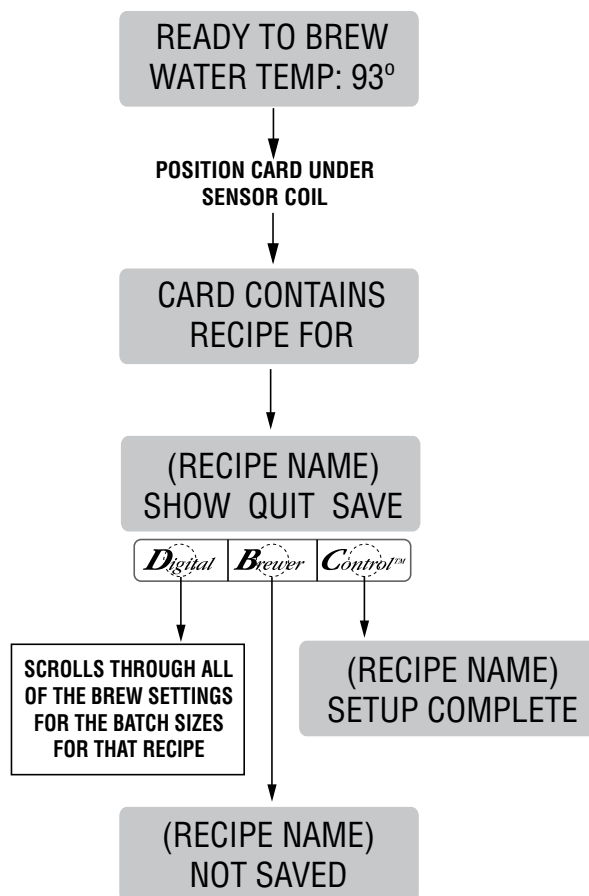 READY TO BREW
WATER TEMP: 93º
POSITION CARD UNDER
SENSOR COIL
CARD CONTAINS
RECIPE FOR
(RECIPE NAME)
SHOW QUIT SAVE
Digital Brewer Control™
SCROLLS THROUGH ALL
OF THE BREW SETTINGS
FOR THE BATCH SIZES
FOR THAT RECIPE
(RECIPE NAME)
SETUP COMPLETE
(RECIPE NAME)
NOT SAVED